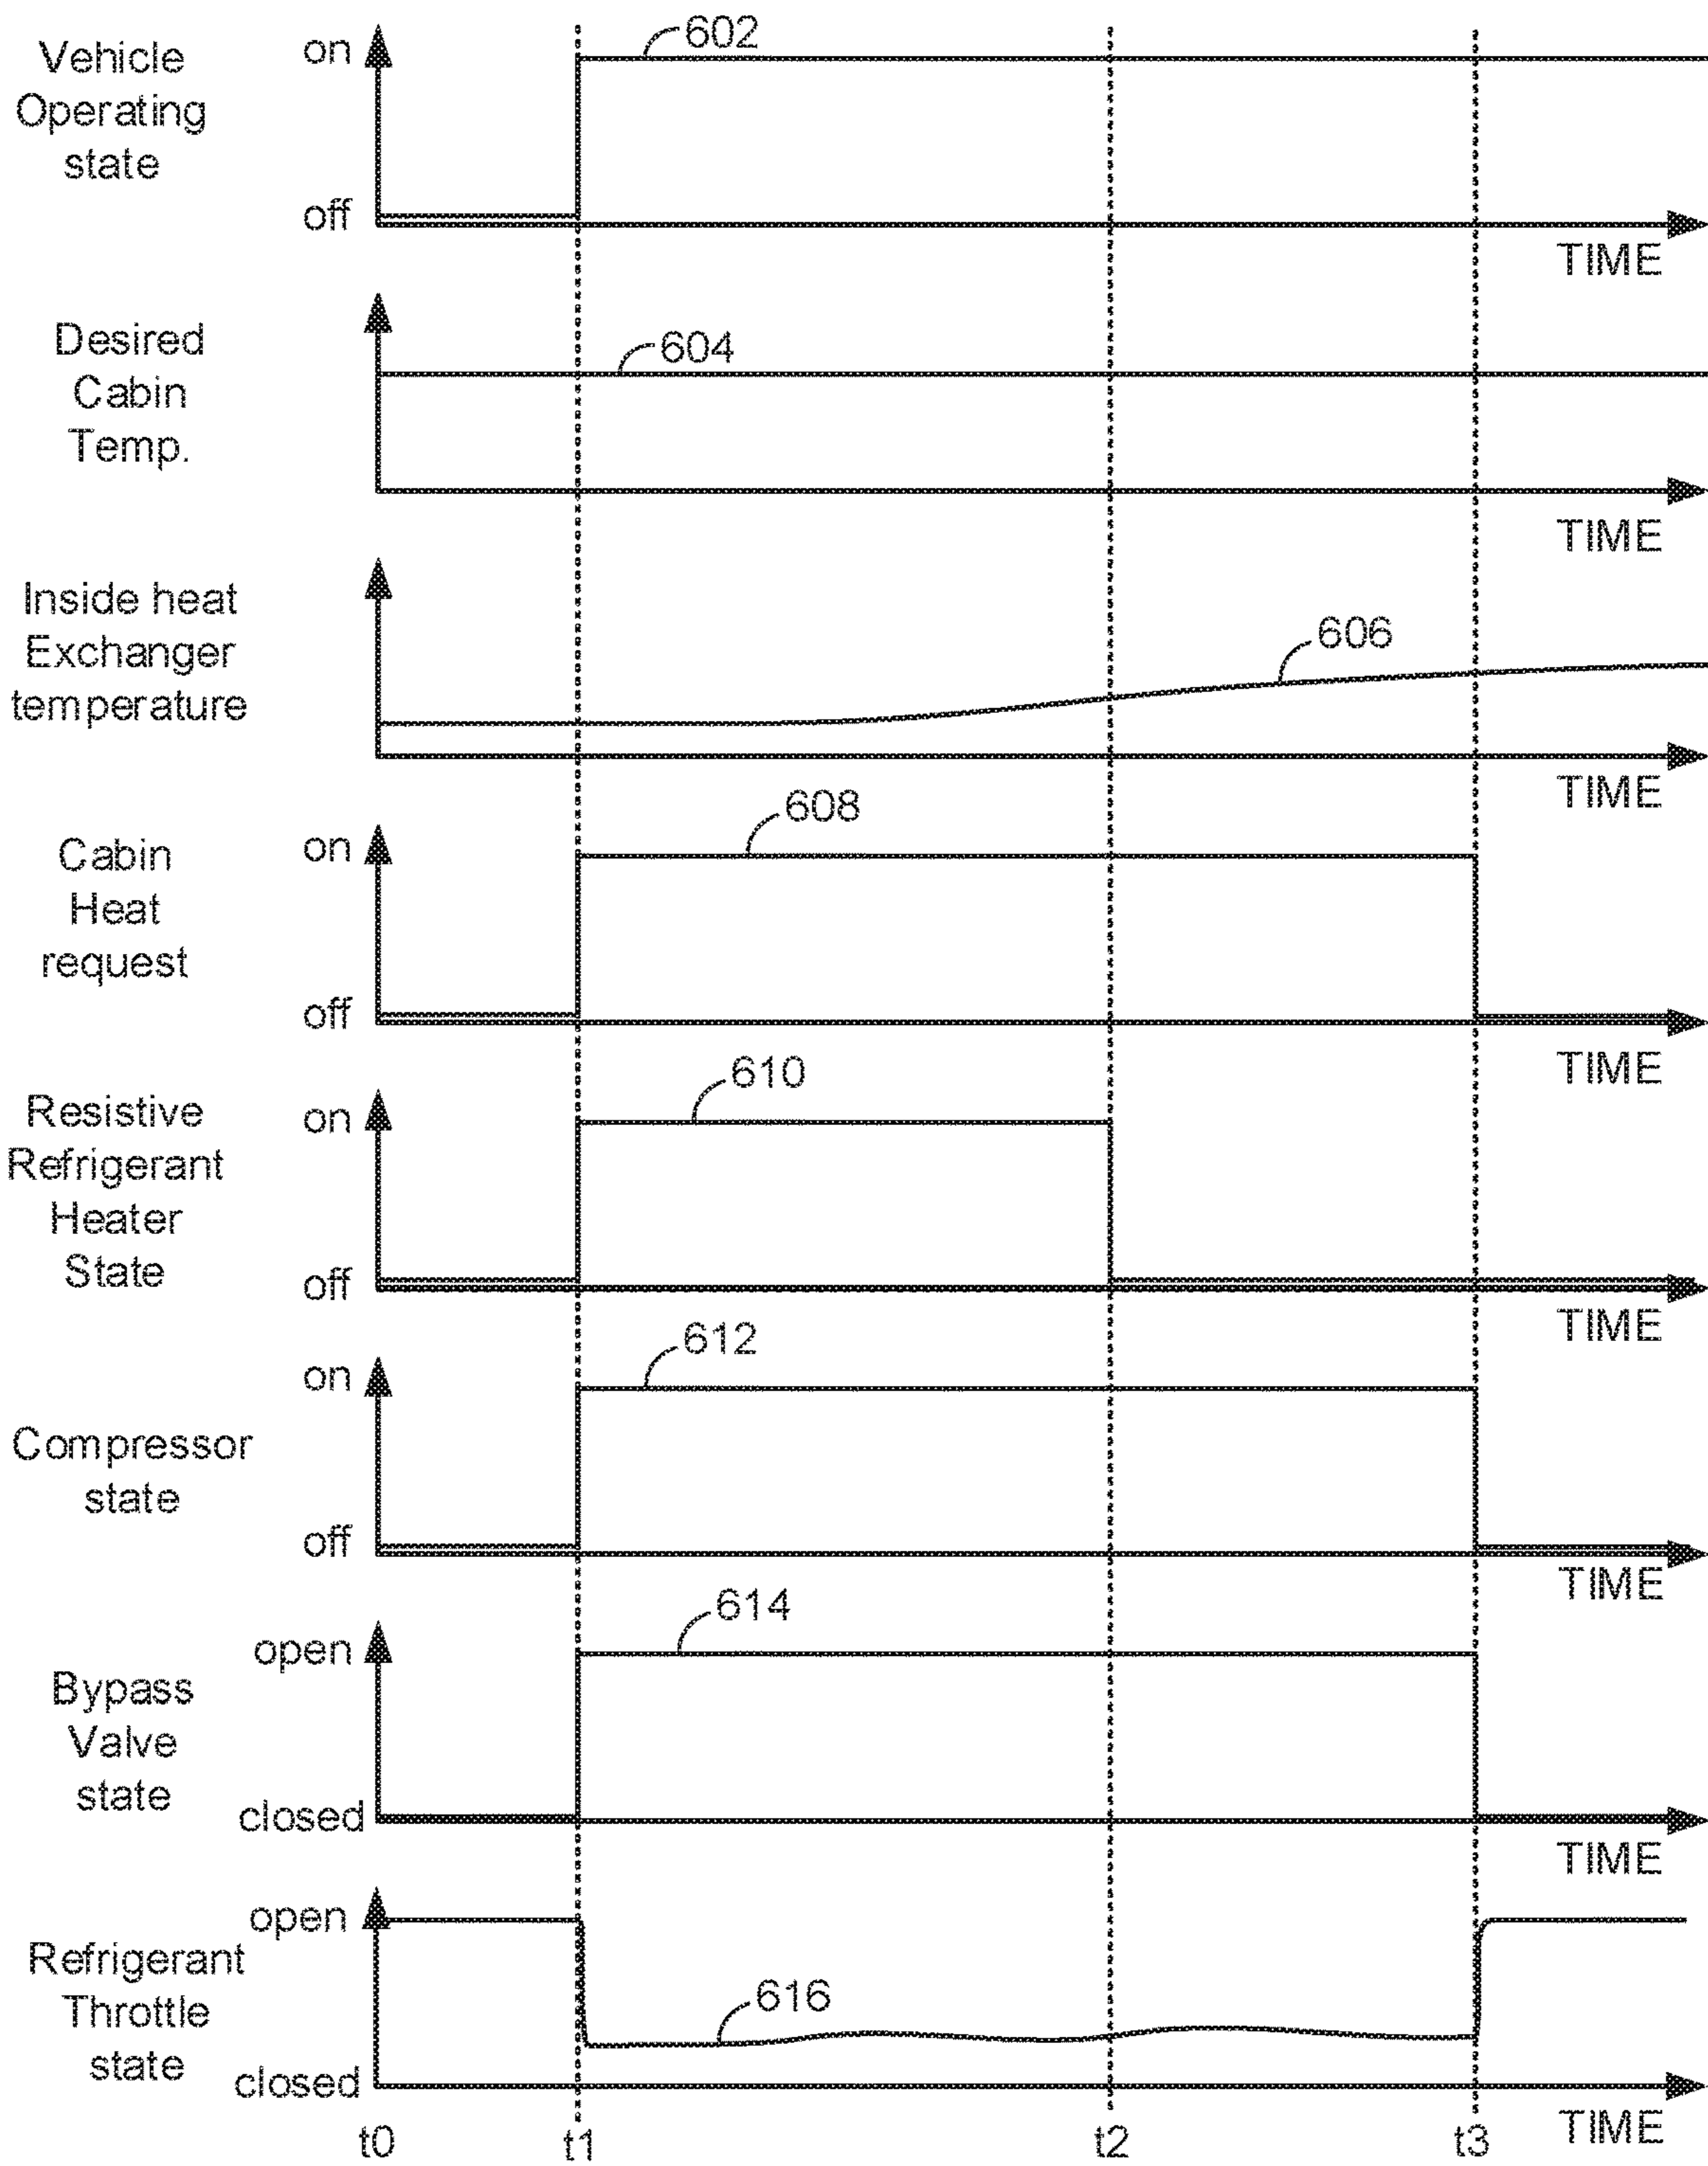 Vehicle
Operating
state
on
off
602
TIME
Desired
Cabin
Temp.
604
TIME
Inside heat
Exchanger
temperature
606
TIME
Cabin
Heat
request
on
off
608
TIME
Resistive
Refrigerant
Heater
State
on
off
610
TIME
Compressor
state
on
off
612
TIME
Bypass
Valve
state
open
closed
614
TIME
Refrigerant
Throttle
state
open
closed
616
TIME
t0
t1
t2
t3